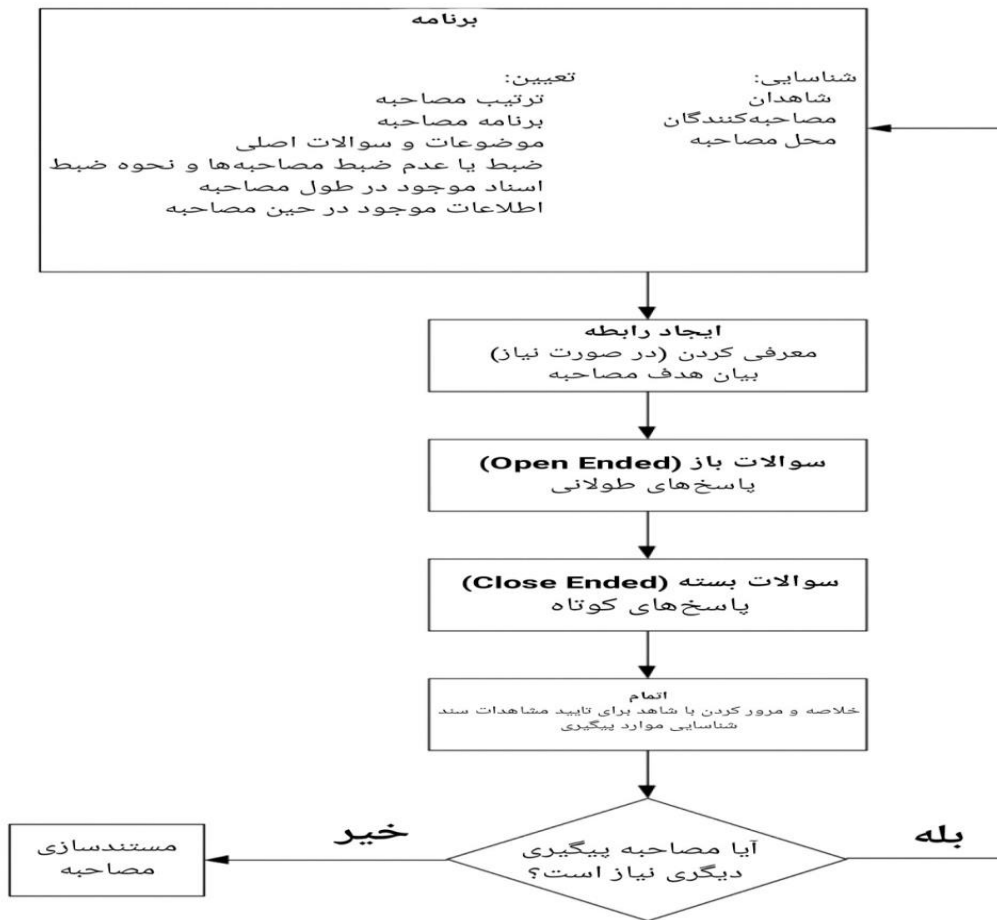 برنامه
شناسایی:
شاهدان
مصاحبه‌کنندگان
محل مصاحبه
تعیین:
ترتیب مصاحبه
برنامه مصاحبه
موضوعات و سوالات اصلی
ضبط یا عدم ضبط مصاحبه‌ها و نحوه ضبط
اسناد موجود در طول مصاحبه
اطلاعات موجود در حین مصاحبه
ایجاد رابطه
معرفی کردن (در صورت نیاز)
بیان هدف مصاحبه
سوالات باز (Open Ended)
پاسخ‌های طولانی
سوالات بسته (Close Ended)
پاسخ‌های کوتاه
اتمام
خلاصه و مرور کردن با شاهد برای تایید مشاهدات سند
شناسایی موارد پیگیری
آیا مصاحبه پیگیری
دیگری نیاز است؟
بله
خیر
مستندسازی
مصاحبه